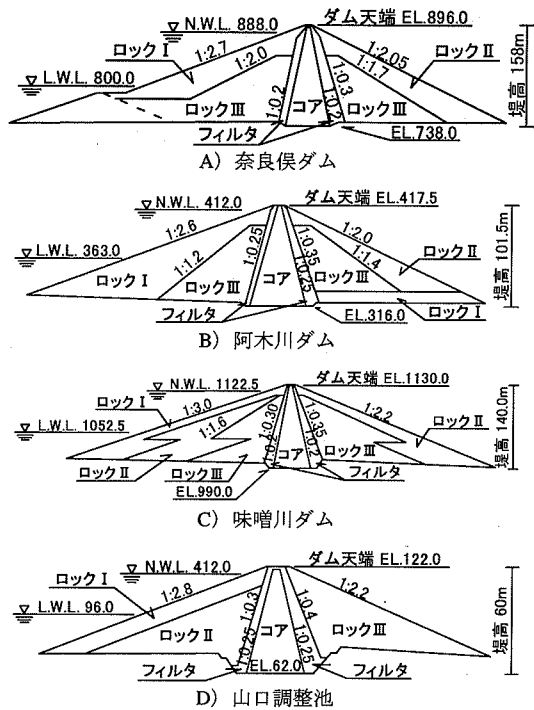 N.W.L. 888.0
ダム天端 EL.896.0
ロックⅠ
1:2.7
1:2.0
1:2.05
1:1.7
ロックⅡ
L.W.L. 800.0
1:0.2
1:0.3
1:0.2
ロックⅢ
コア
ロックⅢ
フィルタ
EL.738.0
堤高 158m
A) 奈良俣ダム
N.W.L. 412.0
ダム天端 EL.417.5
1:2.6
1:0.25
1:2.0
L.W.L. 363.0
1:1.2
1:0.35
1:1.4
ロックⅡ
ロックⅠ
ロックⅢ
コア
1:0.25
ロックⅢ
フィルタ
EL.316.0
ロックⅠ
堤高 101.5m
B) 阿木川ダム
N.W.L. 1122.5
ダム天端 EL.1130.0
ロックⅠ
1:3.0
1:2.2
L.W.L. 1052.5
1:1.6
1:0.30
1:0.35
ロックⅡ
1:0.2
コア
1:0.2
ロックⅢ
ロックⅡ
ロックⅢ
フィルタ
EL.990.0
堤高 140.0m
C) 味噌川ダム
N.W.L. 412.0
ダム天端 EL.122.0
ロックⅠ
1:2.8
1:2.2
L.W.L. 96.0
1:0.3
1:0.4
ロックⅡ
コア
ロックⅢ
1:0.25
1:0.25
フィルタ
EL.62.0
フィルタ
堤高 60m
D) 山口調整池